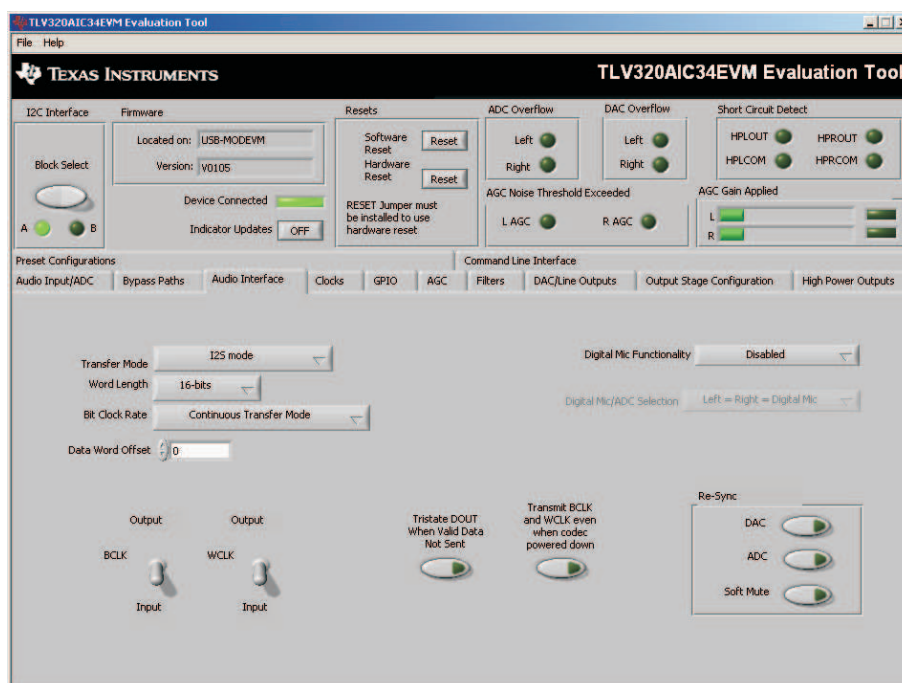 TLV320AIC34EVM Evaluation Tool
File Help
TEXAS INSTRUMENTS
TLV320AIC34EVM Evaluation Tool
I2C Interface
Block Select
A
B
Firmware
Located on: USB-MODEVM
Version: V0105
Device Connected
Indicator Updates OFF
Resets
Software
Reset
Reset
Hardware
Reset
Reset
RESET Jumper must
be installed to use
hardware reset
ADC Overflow
Left
Right
DAC Overflow
Left
Right
AGC Noise Threshold Exceeded
L AGC
R AGC
Short Circuit Detect
HPLOUT
HPROUT
HPLCOM
HPRCOM
AGC Gain Applied
L
R
Preset Configurations
Command Line Interface
Audio Input/ADC
Bypass Paths
Audio Interface
Clocks
GPIO
AGC
Filters
DAC/Line Outputs
Output Stage Configuration
High Power Outputs
Transfer Mode I2S mode
Word Length 16-bits
Bit Clock Rate Continuous Transfer Mode
Data Word Offset 0
Digital Mic Functionality Disabled
Digital Mic/ADC Selection Left = Right = Digital Mic
Output
BCLK
Input
Output
WCLK
Input
Tristate DOUT
When Valid Data
Not Sent
Transmit BCLK
and WCLK even
when codec
powered down
Re-Sync
DAC
ADC
Soft Mute